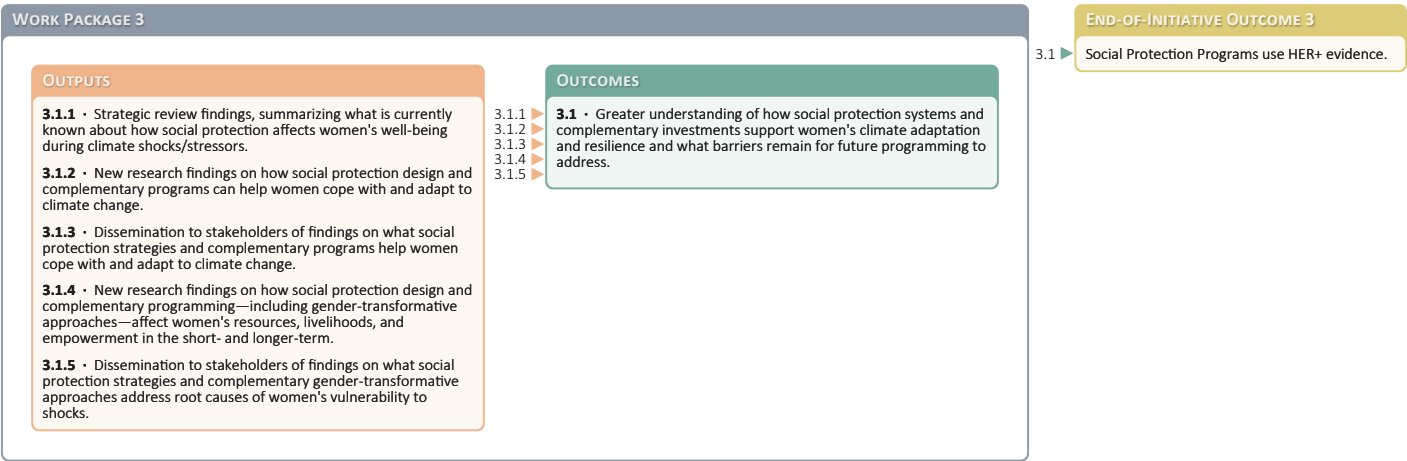 WORK PACKAGE 3
OUTPUTS
3.1.1 · Strategic review findings, summarizing what is currently
known about how social protection affects women's well-being
during climate shocks/stressors.
3.1.2 · New research findings on how social protection design and
complementary programs can help women cope with and adapt to
climate change.
3.1.3 · Dissemination to stakeholders of findings on what social
protection strategies and complementary programs help women
cope with and adapt to climate change.
3.1.4 · New research findings on how social protection design and
complementary programming—including gender-transformative
approaches—affect women's resources, livelihoods, and
empowerment in the short- and longer-term.
3.1.5 · Dissemination to stakeholders of findings on what social
protection strategies and complementary gender-transformative
approaches address root causes of women's vulnerability to
shocks.
3.1.1
3.1.2
3.1.3
3.1.4
3.1.5
OUTCOMES
3.1 · Greater understanding of how social protection systems and
complementary investments support women's climate adaptation
and resilience and what barriers remain for future programming to
address.
3.1
END-OF-INITIATIVE OUTCOME 3
Social Protection Programs use HER+ evidence.